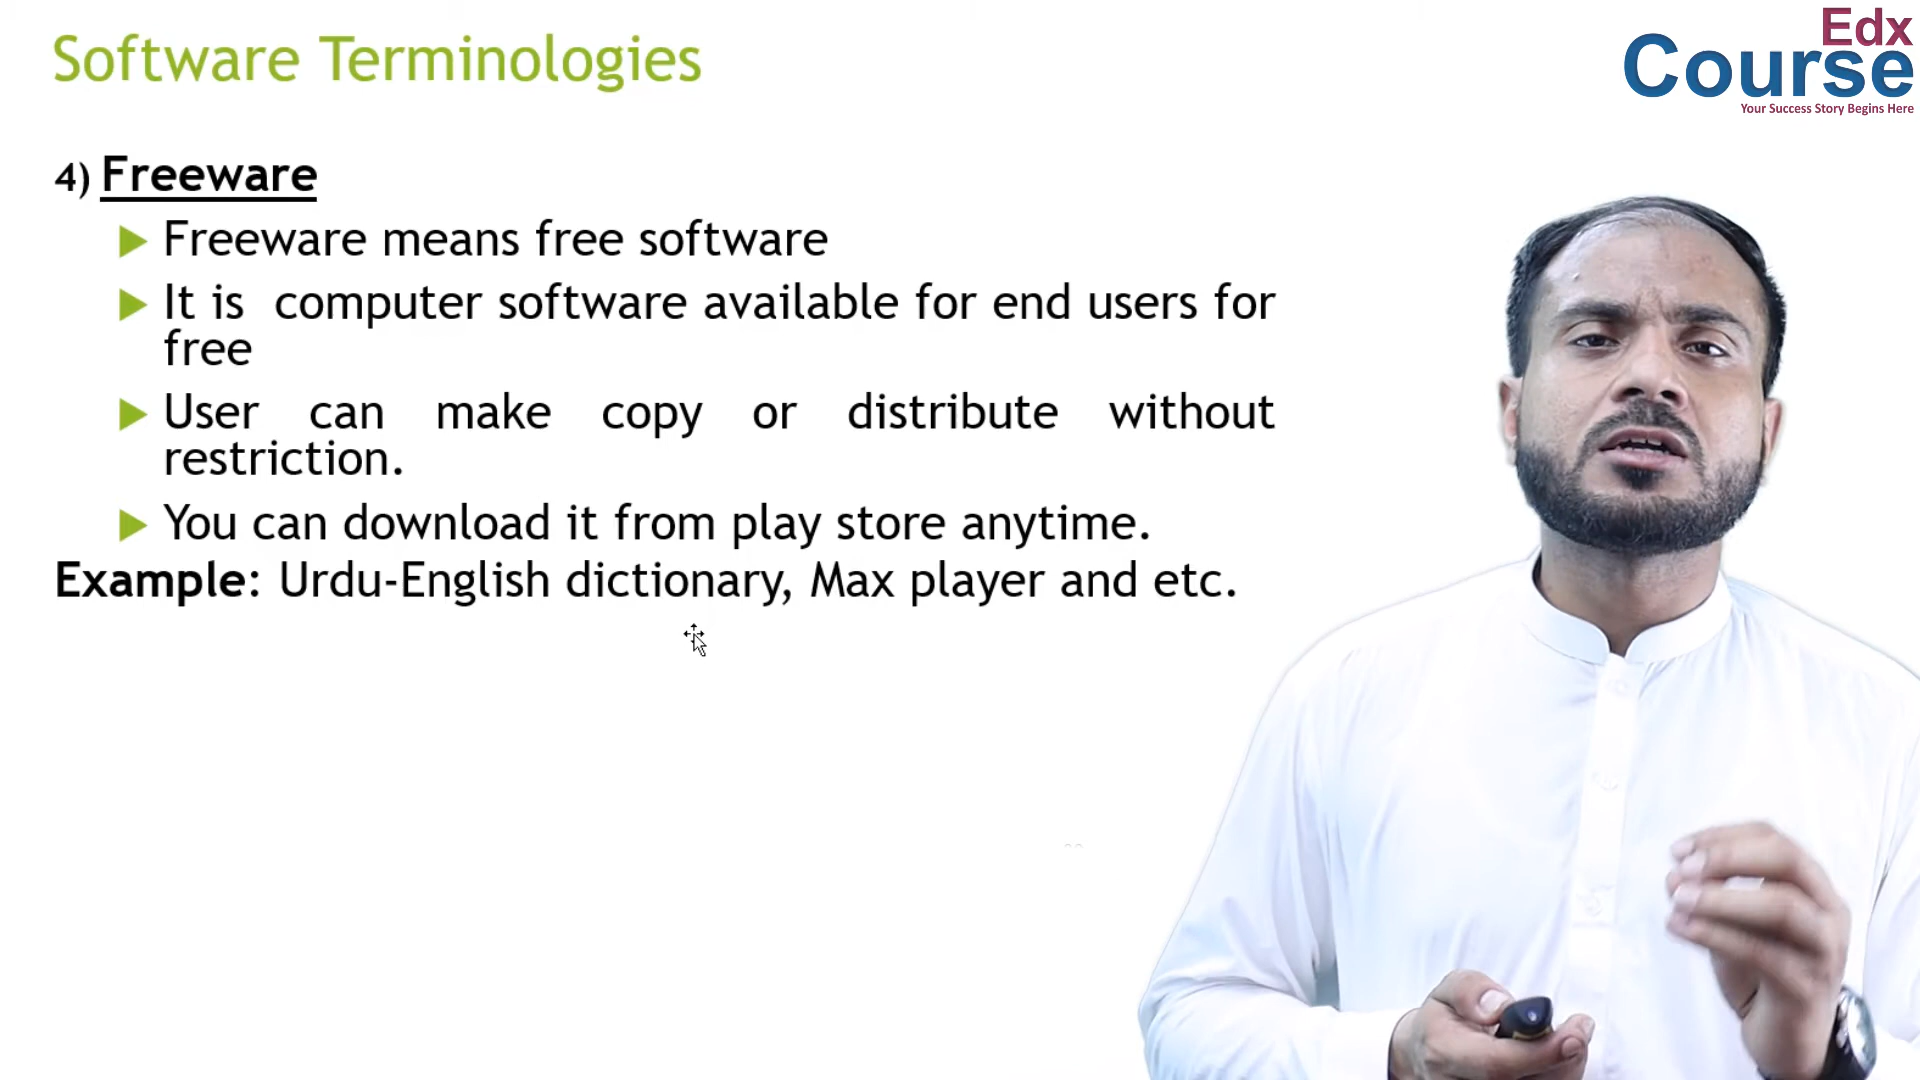 Software Terminologies
Edx
Course
Your Success Story Begins Here
4) Freeware
Freeware means free software
It is computer software available for end users for
free
User can make copy or distribute without
restriction.
You can download it from play store anytime.
Example: Urdu-English dictionary, Max player and etc.